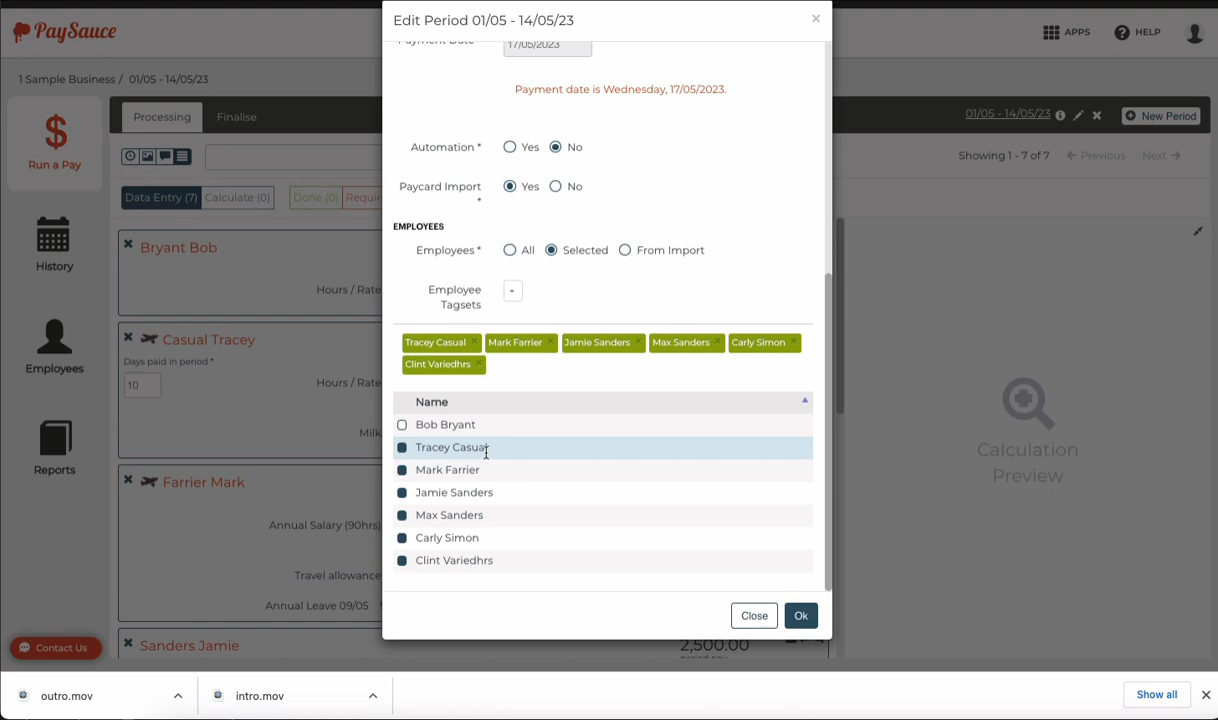 Edit Period 01/05 - 14/05/23
×
PaySauce
APPS
HELP
1 Sample Business / 01/05 - 14/05/23
Payment Date
17/05/2023
Payment date is Wednesday, 17/05/2023.
Run a Pay
History
Employees
Reports
Contact Us
Processing
Finalise
01/05 - 14/05/23
New Period
Showing 1 - 7 of 7
Previous
Next
Data Entry (7)
Calculate (0)
Done (0)
Bryant Bob
Hours / Rate
Casual Tracey
Days paid in period *
10
Hours / Rate
Milk
Farrier Mark
Annual Salary (90hrs)
Travel allowance
Annual Leave 09/05
Sanders Jamie
2,500.00
period pay
Automation *
Yes
No
Paycard Import *
Yes
No
EMPLOYEES
Employees *
All
Selected
From Import
Employee
Tagsets
-
Tracey Casual × Mark Farrier × Jamie Sanders × Max Sanders × Carly Simon ×
Clint Variedhrs ×
Name
Bob Bryant
Tracey Casual
Mark Farrier
Jamie Sanders
Max Sanders
Carly Simon
Clint Variedhrs
Close
Ok
Calculation
Preview
outro.mov
intro.mov
Show all